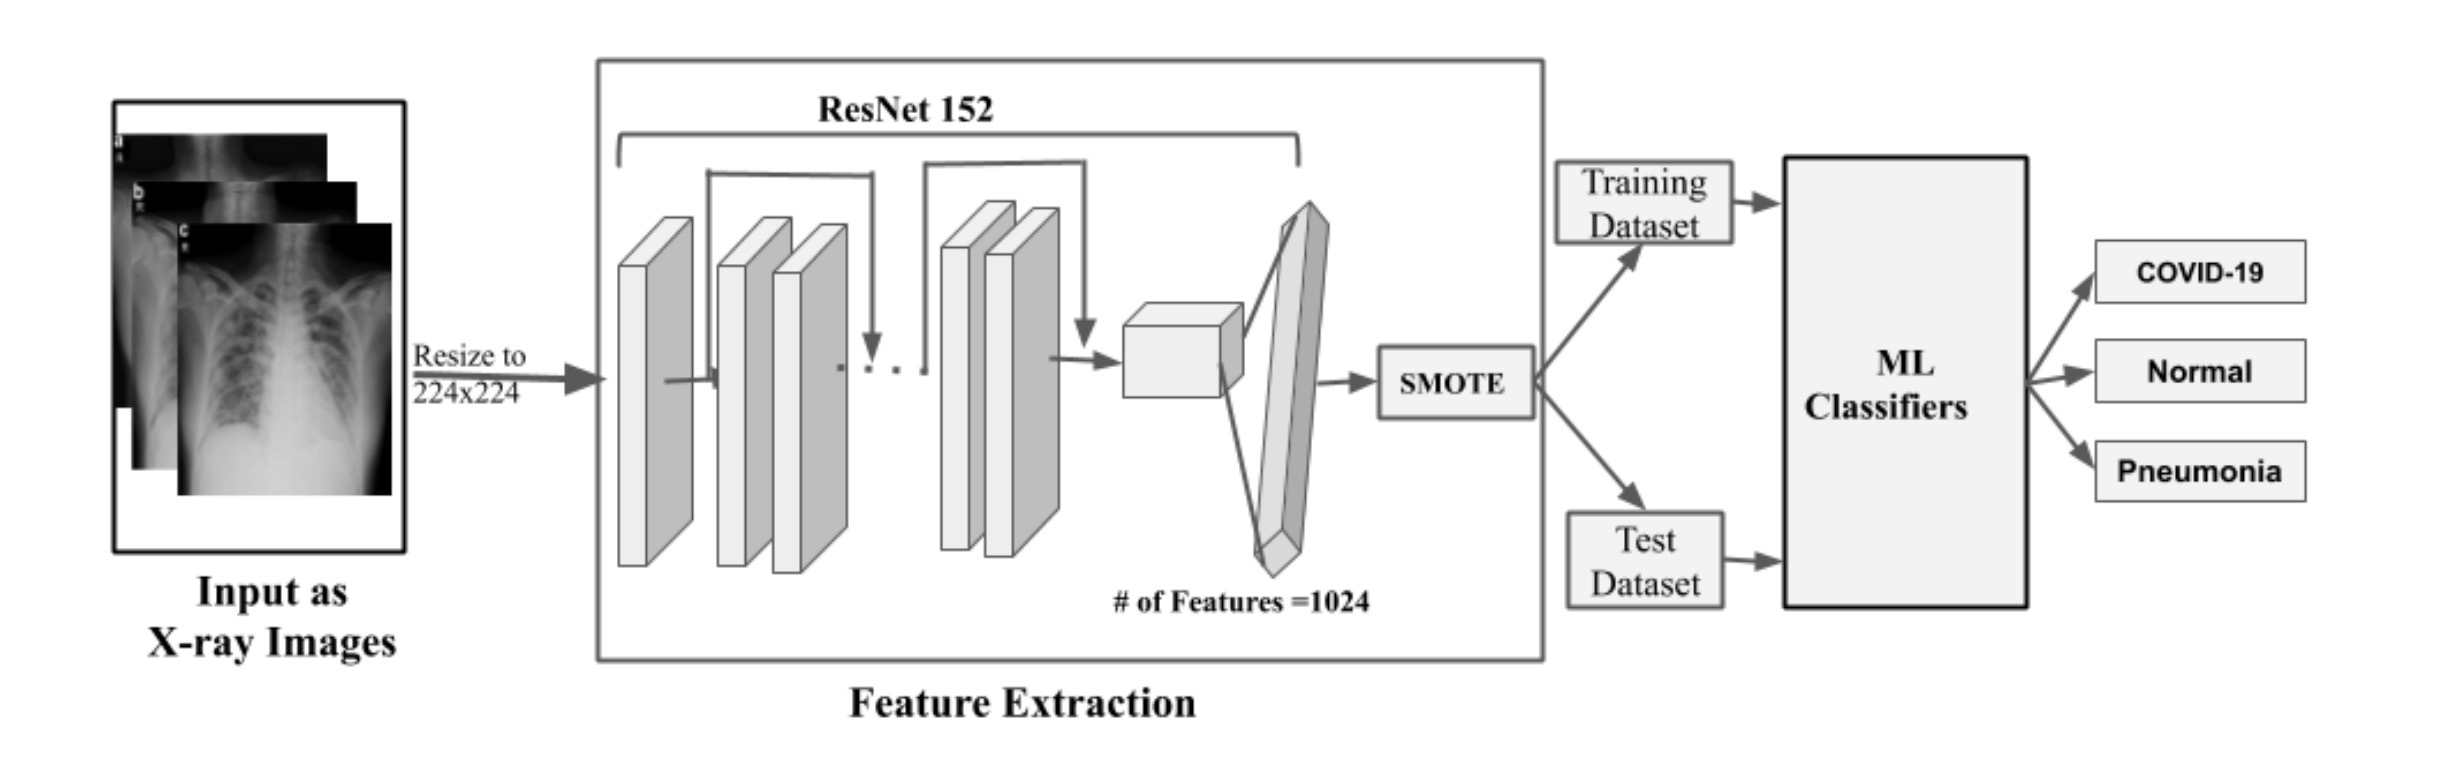 a
b
c
Input as
X-ray Images
Resize to
224x224
ResNet 152
# of Features =1024
SMOTE
Feature Extraction
Training
Dataset
Test
Dataset
ML
Classifiers
COVID-19
Normal
Pneumonia